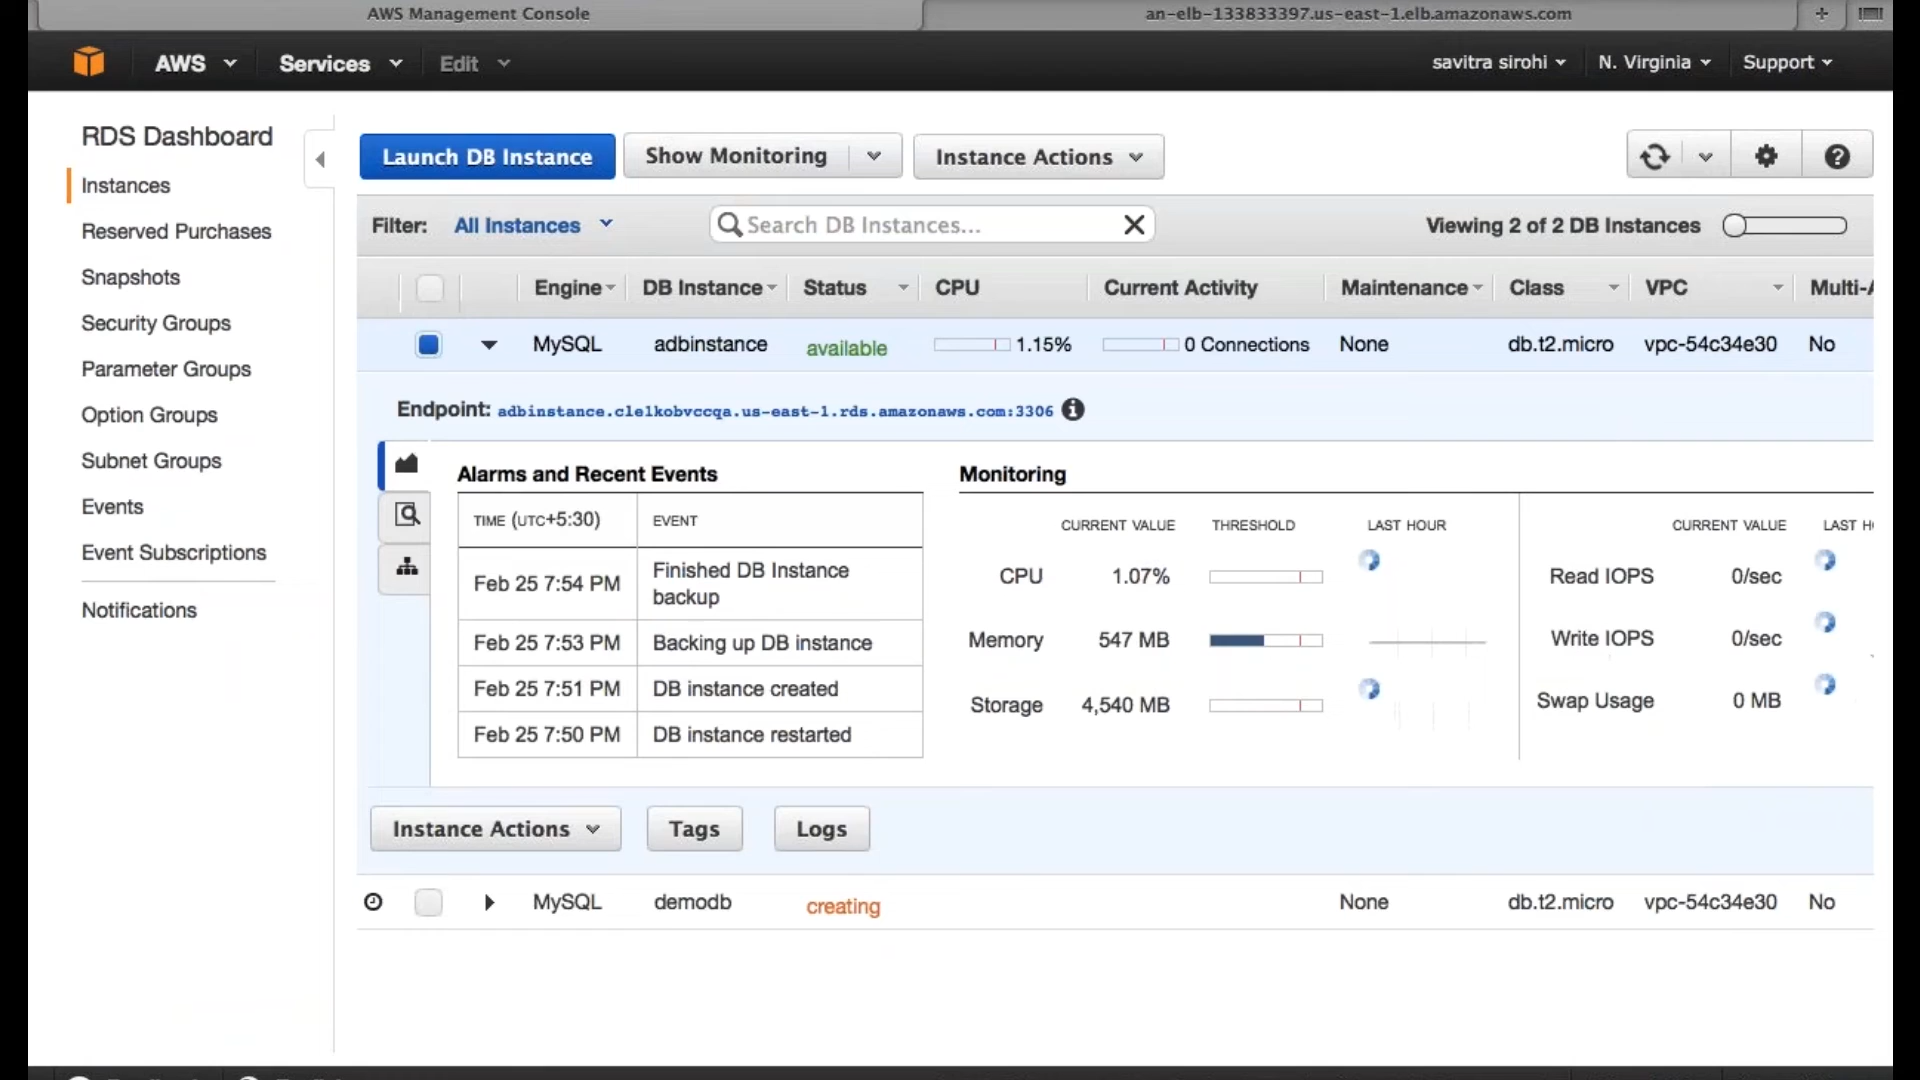 AWS Management Console
an-elb-133833397.us-east-1.elb.amazonaws.com
AWS Services Edit
savitra sirohi N. Virginia Support
RDS Dashboard
Instances
Reserved Purchases
Snapshots
Security Groups
Parameter Groups
Option Groups
Subnet Groups
Events
Event Subscriptions
Notifications
Launch DB Instance Show Monitoring Instance Actions
Filter: All Instances Search DB Instances... Viewing 2 of 2 DB Instances
Engine DB Instance Status CPU Current Activity Maintenance Class VPC Multi-A
MySQL adbinstance available 1.15% 0 Connections None db.t2.micro vpc-54c34e30 No
Endpoint: adbinstance.clelkobvccqa.us-east-1.rds.amazonaws.com:3306
Alarms and Recent Events
TIME (UTC+5:30) EVENT
Feb 25 7:54 PM Finished DB Instance
backup
Feb 25 7:53 PM Backing up DB instance
Feb 25 7:51 PM DB instance created
Feb 25 7:50 PM DB instance restarted
Monitoring
CURRENT VALUE THRESHOLD LAST HOUR
CPU 1.07%
Memory 547 MB
Storage 4,540 MB
CURRENT VALUE LAST H
Read IOPS 0/sec
Write IOPS 0/sec
Swap Usage 0 MB
Instance Actions Tags Logs
MySQL demodb creating None db.t2.micro vpc-54c34e30 No